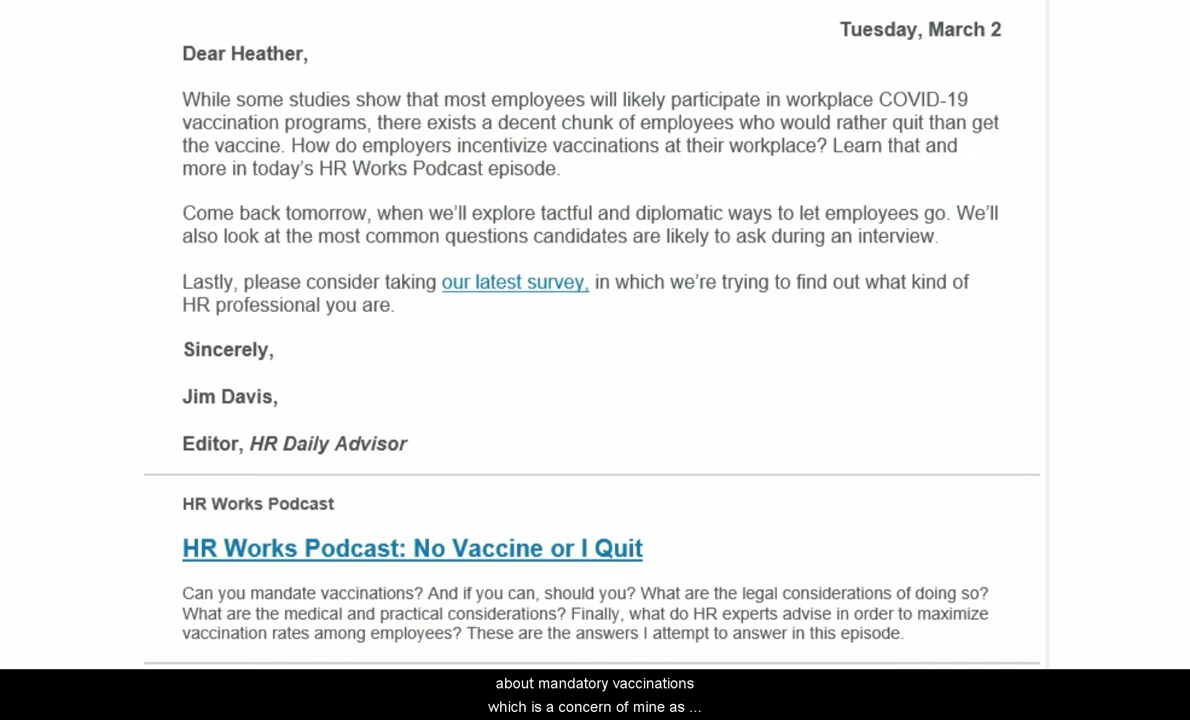 Tuesday, March 2
Dear Heather,
While some studies show that most employees will likely participate in workplace COVID-19
vaccination programs, there exists a decent chunk of employees who would rather quit than get
the vaccine. How do employers incentivize vaccinations at their workplace? Learn that and
more in today's HR Works Podcast episode.
Come back tomorrow, when we'll explore tactful and diplomatic ways to let employees go. We'll
also look at the most common questions candidates are likely to ask during an interview.
Lastly, please consider taking our latest survey, in which we're trying to find out what kind of
HR professional you are.
Sincerely,
Jim Davis,
Editor, HR Daily Advisor
HR Works Podcast
HR Works Podcast: No Vaccine or I Quit
Can you mandate vaccinations? And if you can, should you? What are the legal considerations of doing so?
What are the medical and practical considerations? Finally, what do HR experts advise in order to maximize
vaccination rates among employees? These are the answers I attempt to answer in this episode.
about mandatory vaccinations
which is a concern of mine as ...